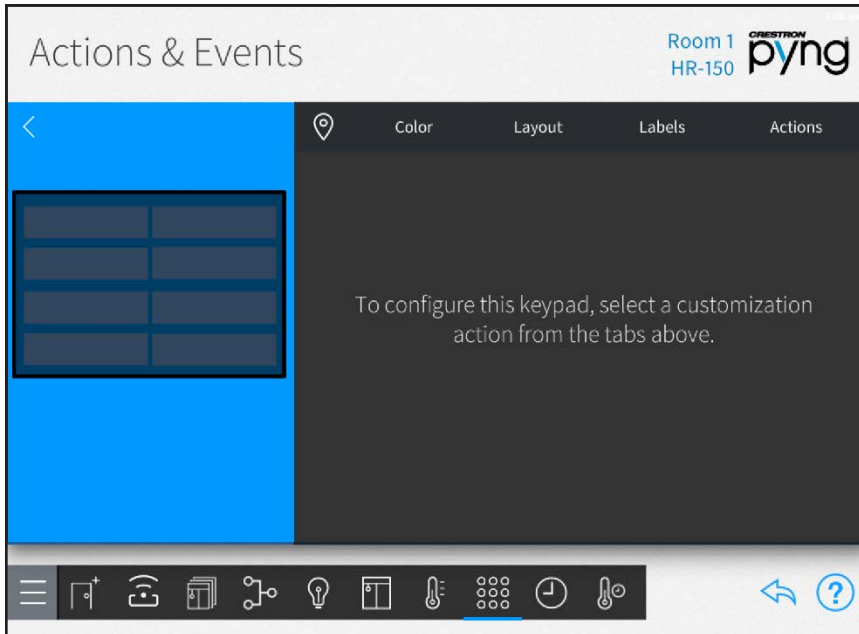 Actions & Events
Room 1
HR-150
CRESTRON
pyng
Color Layout Labels Actions
To configure this keypad, select a customization
action from the tabs above.
?